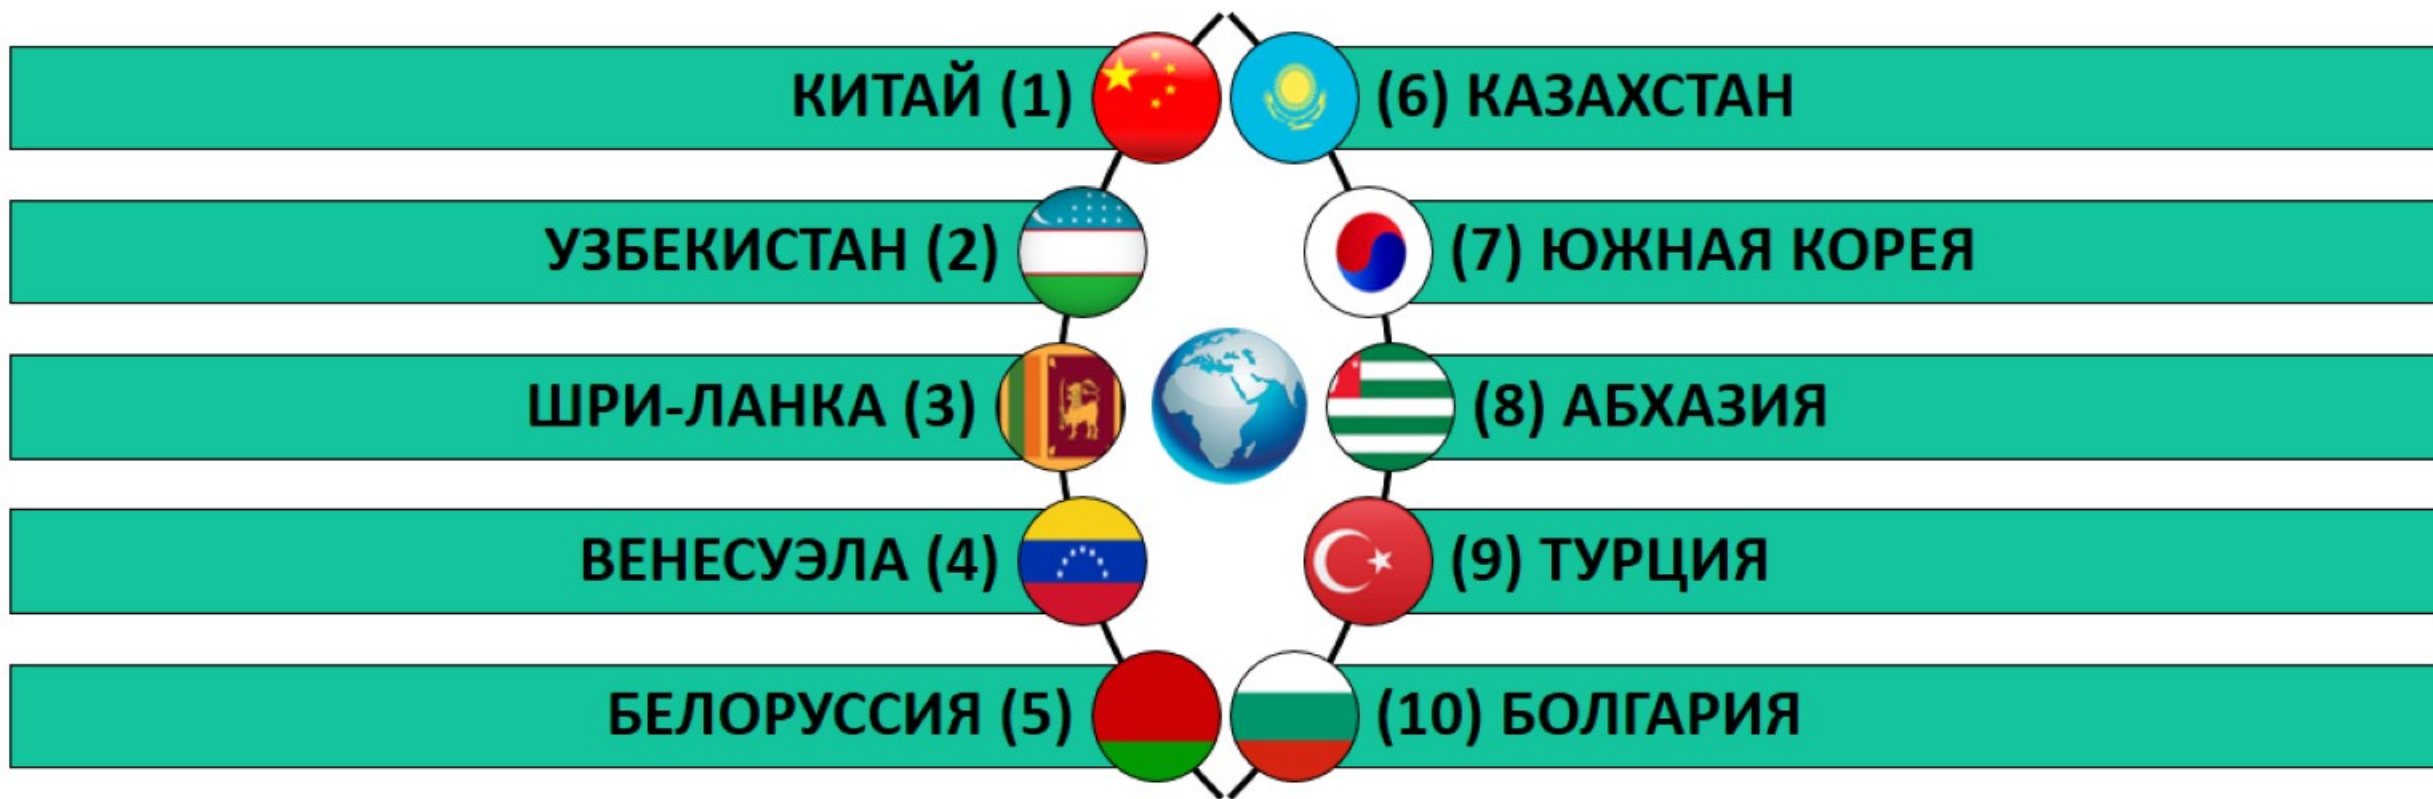 КИТАЙ (1)
УЗБЕКИСТАН (2)
ШРИ-ЛАНКА (3)
ВЕНЕСУЭЛА (4)
БЕЛОРУССИЯ (5)
(6) КАЗАХСТАН
(7) ЮЖНАЯ КОРЕЯ
(8) АБХАЗИЯ
(9) ТУРЦИЯ
(10) БОЛГАРИЯ